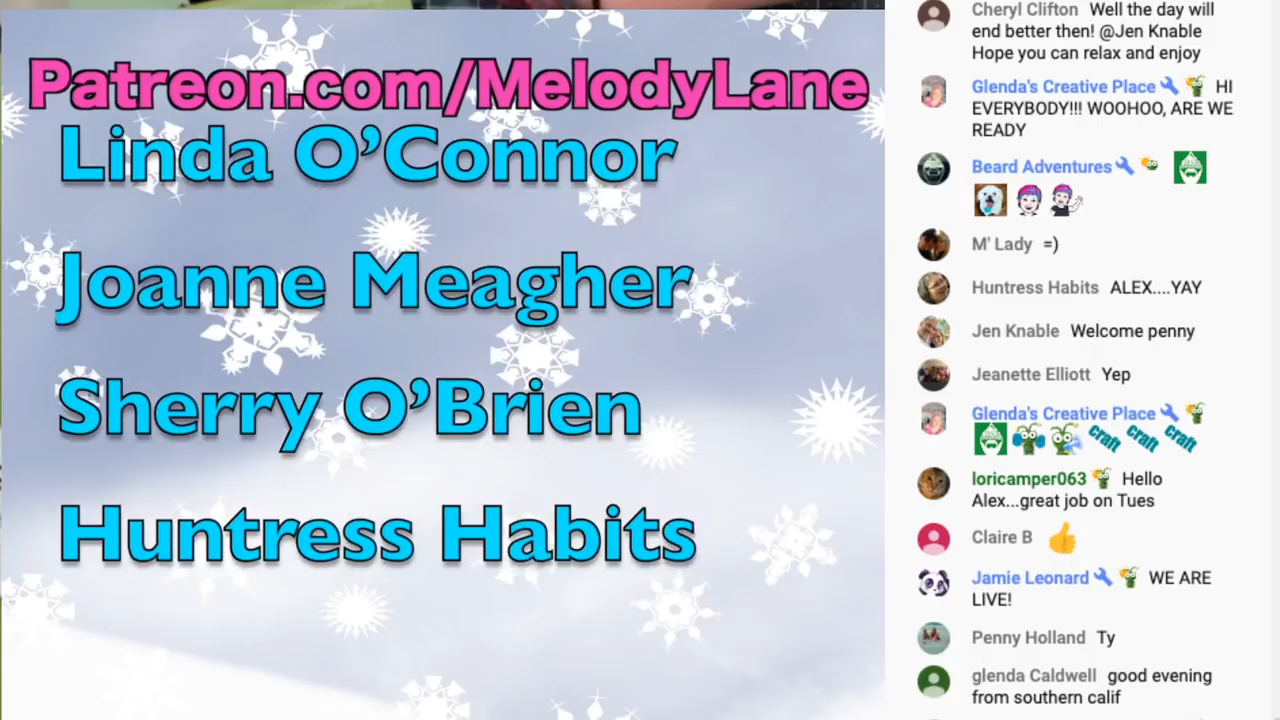 Patreon.com/MelodyLane
Linda O’Connor
Joanne Meagher
Sherry O’Brien
Huntress Habits
Cheryl Clifton Well the day will
end better then! @Jen Knable
Hope you can relax and enjoy
Glenda's Creative Place HI
EVERYBODY!!! WOOHOO, ARE WE
READY
Beard Adventures
M' Lady =)
Huntress Habits ALEX....YAY
Jen Knable Welcome penny
Jeanette Elliott Yep
Glenda's Creative Place
craft craft craft
loricamper063 Hello
Alex...great job on Tues
Claire B
Jamie Leonard WE ARE
LIVE!
Penny Holland Ty
glenda Caldwell good evening
from southern calif